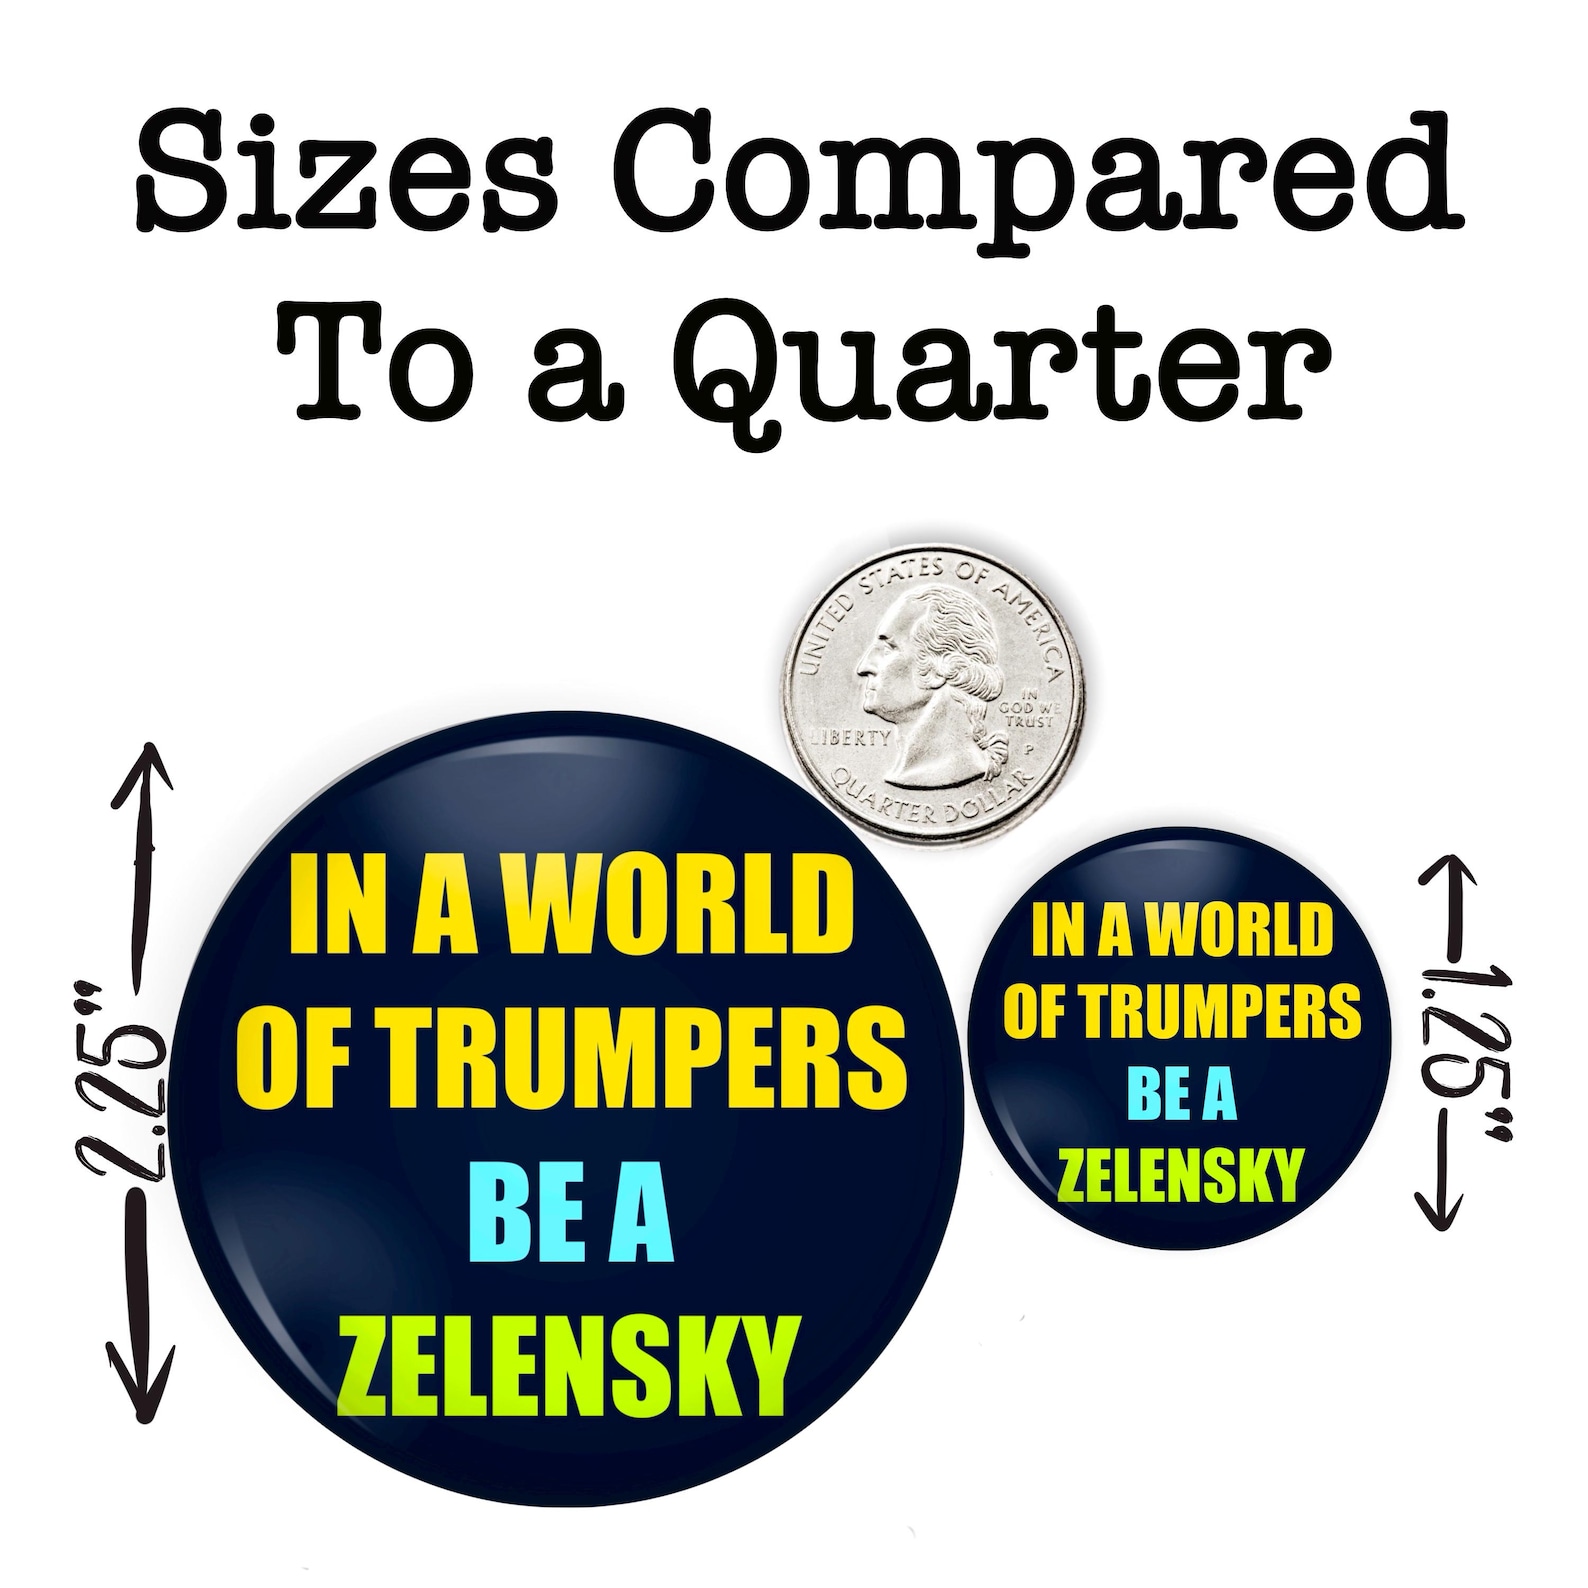 Sizes Compared
To a Quarter
UNITED STATES OF AMERICA
IN
GOD WE
TRUST
LIBERTY
P
QUARTER DOLLAR
2.25"
IN A WORLD
OF TRUMPERS
BE A
ZELENSKY
IN A WORLD
OF TRUMPERS
BE A
ZELENSKY
1.25"